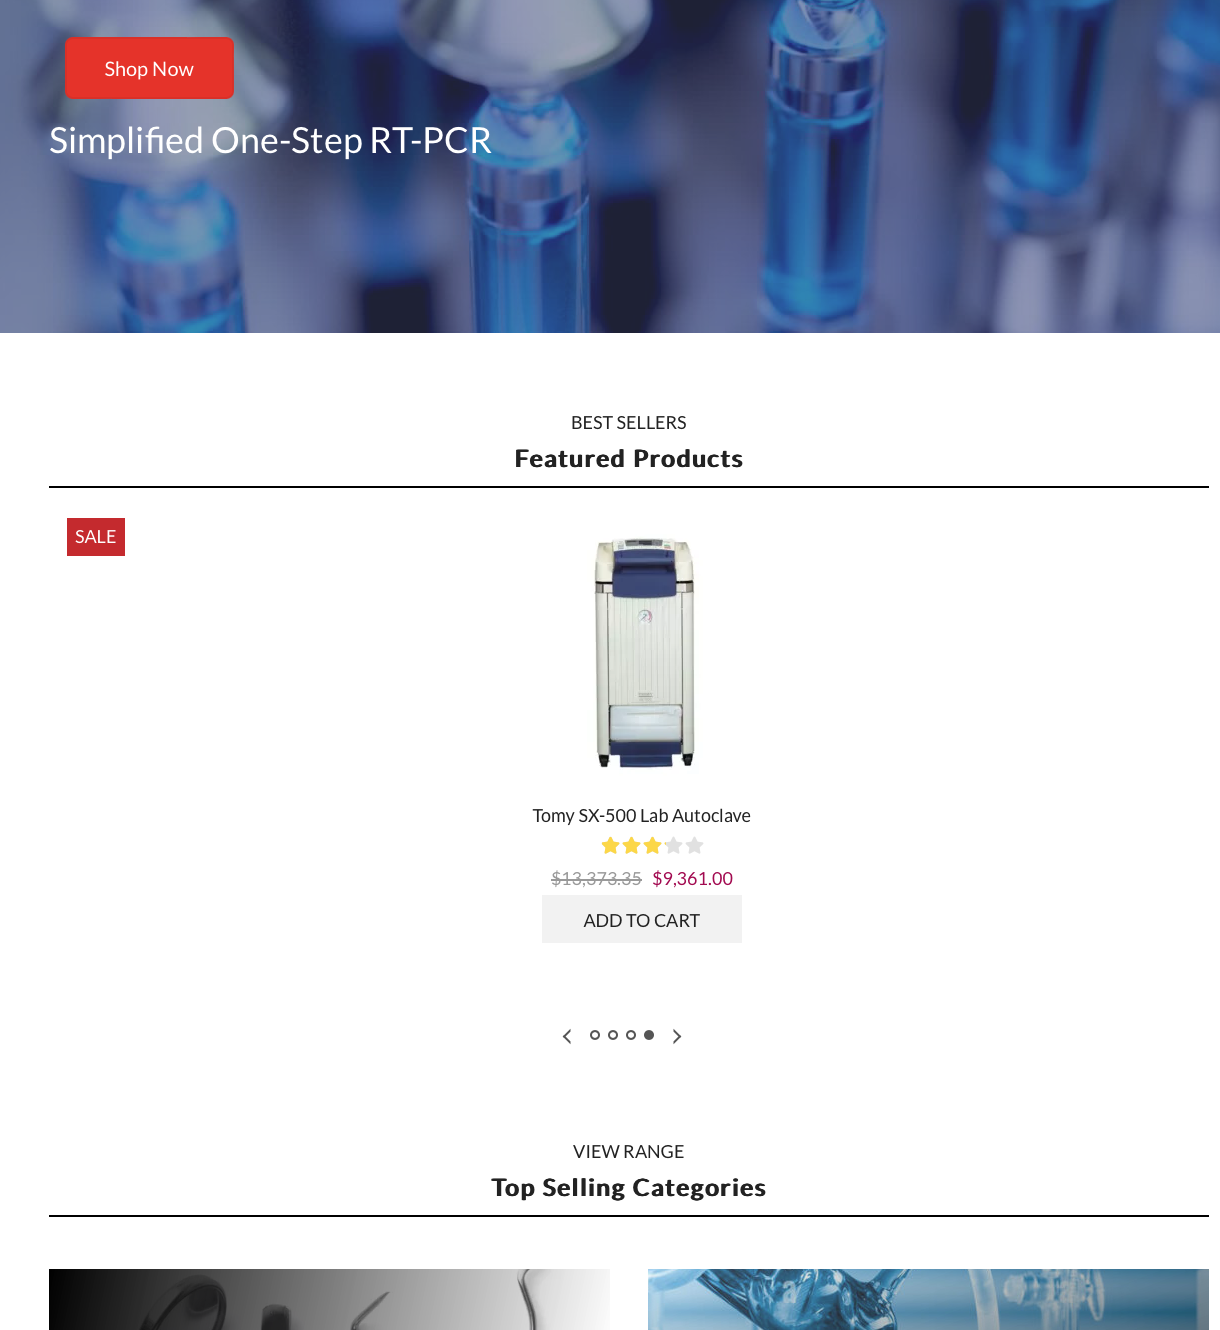 Shop Now
Simplified One-Step RT-PCR
BEST SELLERS
Featured Products
SALE
Tomy SX-500 Lab Autoclave
$13,373.35 $9,361.00
ADD TO CART
VIEW RANGE
Top Selling Categories